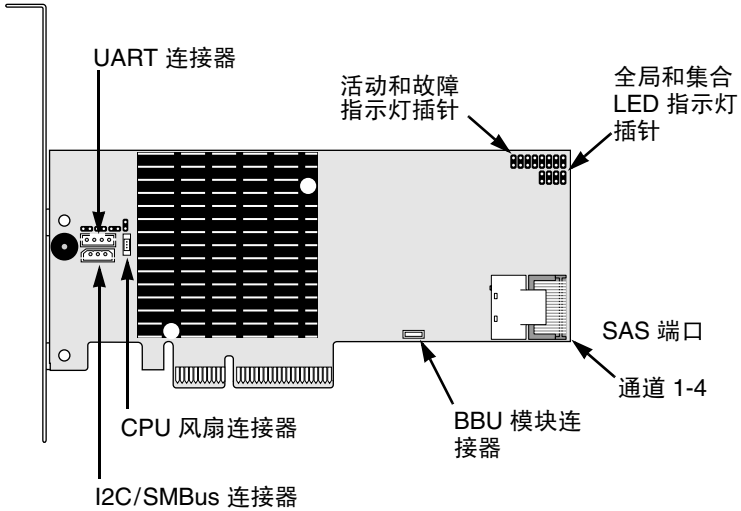 UART 连接器
活动和故障
指示灯插针
全局和集合
LED 指示灯
插针
SAS 端口
通道 1-4
BBU 模块连
接器
CPU 风扇连接器
I2C/SMBus 连接器